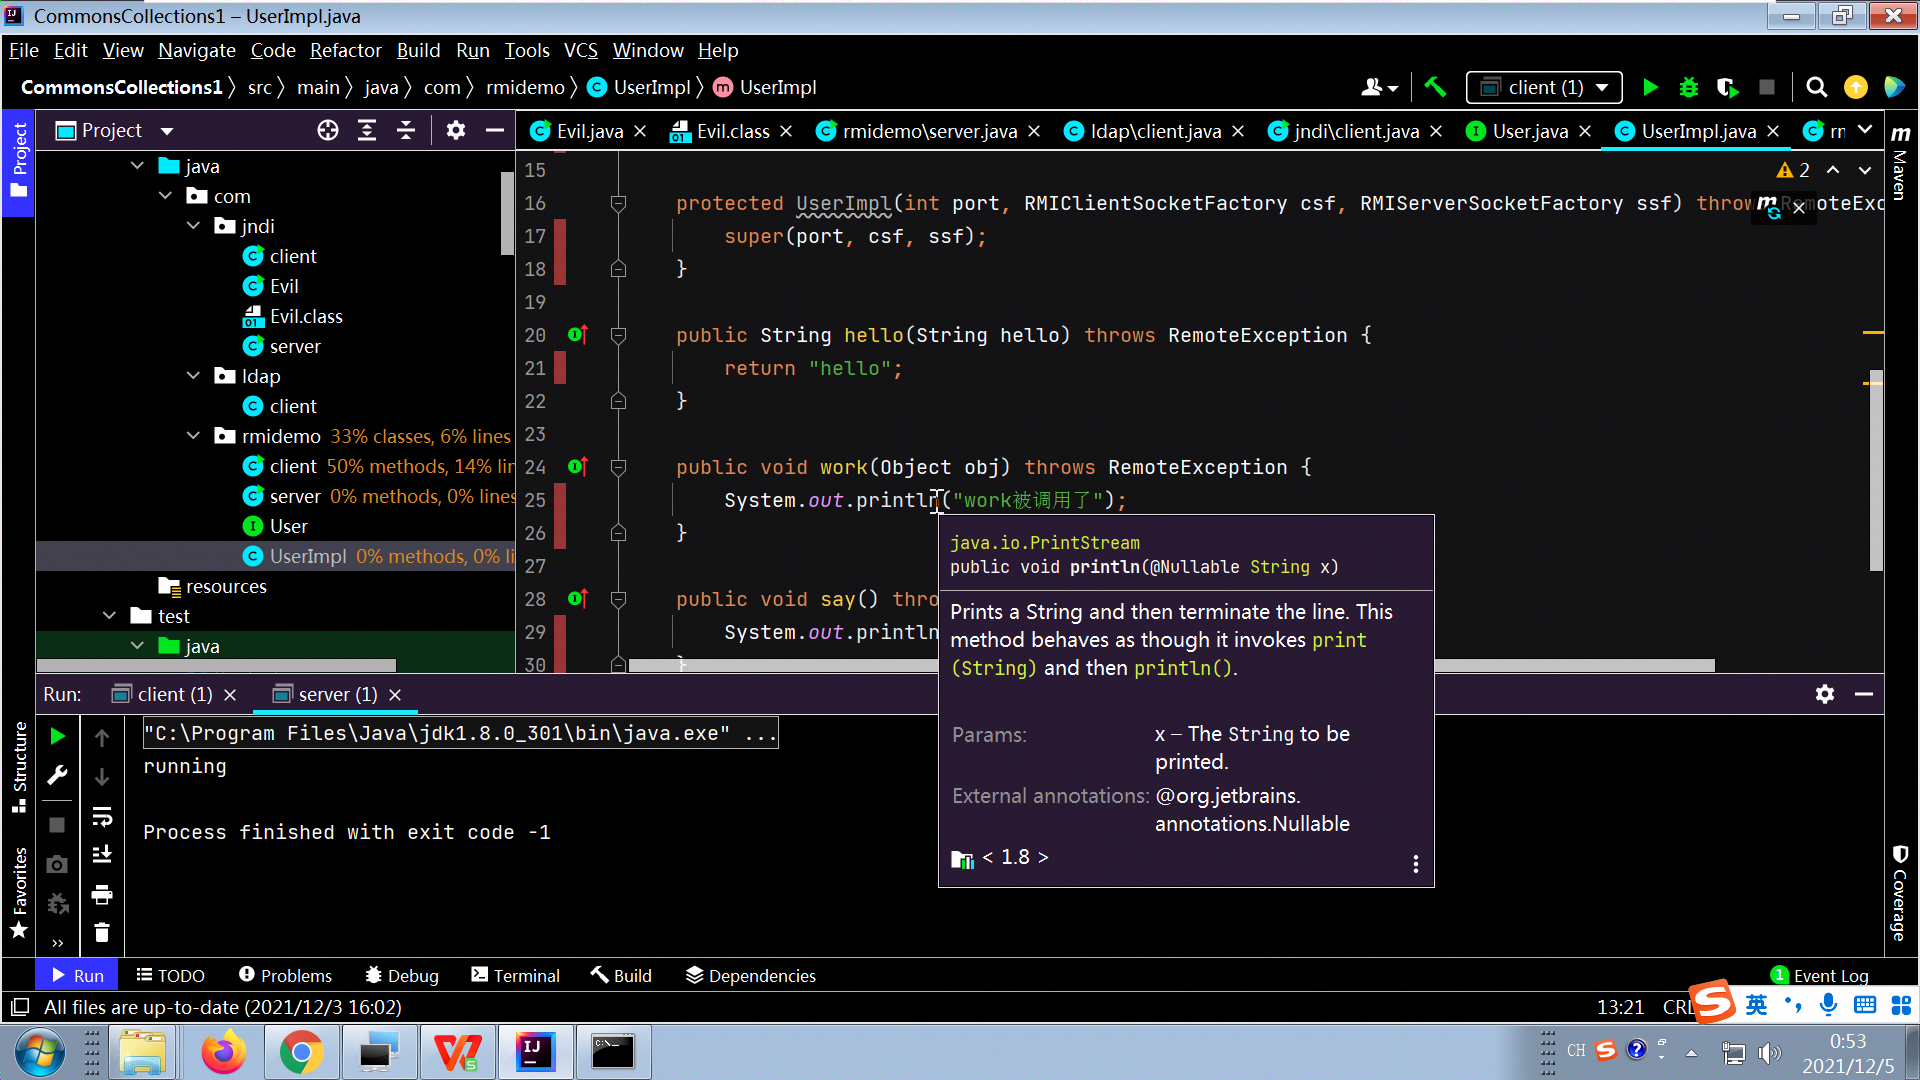 CommonsCollections1 – UserImpl.java
File Edit View Navigate Code Refactor Build Run Tools VCS Window Help
CommonsCollections1 src main java com rmidemo UserImpl UserImpl
client (1)
Project
Evil.java Evil.class rmidemo\server.java ldap\client.java jndi\client.java User.java UserImpl.java rm
java
com
jndi
client
Evil
Evil.class
server
ldap
client
rmidemo 33% classes, 6% lines
client 50% methods, 14% lin
server 0% methods, 0% lines
User
UserImpl 0% methods, 0% li
resources
test
java
2
15
16 protected UserImpl(int port, RMIClientSocketFactory csf, RMIServerSocketFactory ssf) throw RemoteExc
17 super(port, csf, ssf);
18 }
19
20 public String hello(String hello) throws RemoteException {
21 return "hello";
22 }
23
24 public void work(Object obj) throws RemoteException {
25 System.out.println("work被调用了");
26 }
27
28 public void say() thro
29 System.out.println
30 }
java.io.PrintStream
public void println(@Nullable String x)
Prints a String and then terminate the line. This
method behaves as though it invokes print
(String) and then println().
Params: x – The String to be
printed.
External annotations: @org.jetbrains.
annotations.Nullable
< 1.8 >
Project
Structure
Favorites
Maven
Coverage
Run: client (1) server (1)
"C:\Program Files\Java\jdk1.8.0_301\bin\java.exe" ...
running
Process finished with exit code -1
Run TODO Problems Debug Terminal Build Dependencies
1 Event Log
All files are up-to-date (2021/12/3 16:02)
13:21 CRL
英
CH
0:53
2021/12/5